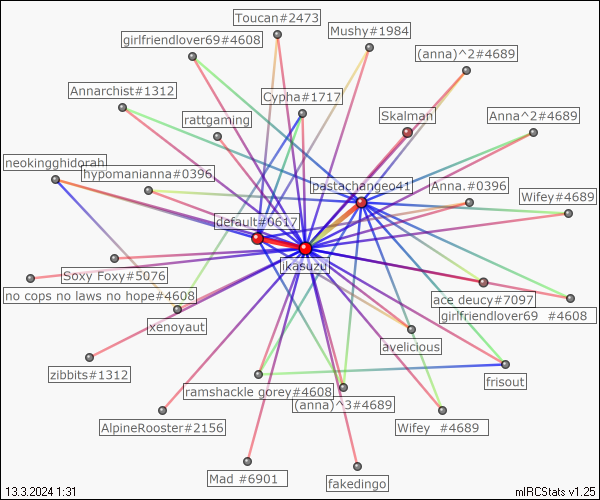 Toucan#2473
Mushy#1984
girlfriendlover69#4608
(anna)^2#4689
Annarchist#1312
Cypha#1717
rattgaming
Skalman
Anna^2#4689
neokingghidorah
hypomanianna#0396
pastachangeo41
Anna.#0396
Wifey#4689
default#0617
ikasuzu
Soxy Foxy#5076
no cops no laws no hope#4608
ace deucy#7097
girlfriendlover69 #4608
xenoyaut
avelicious
zibbits#1312
frisout
ramshackle gorey#4608
(anna)^3#4689
AlpineRooster#2156
Wifey #4689
Mad #6901
fakedingo
13.3.2024 1:31
mIRCStats v1.25